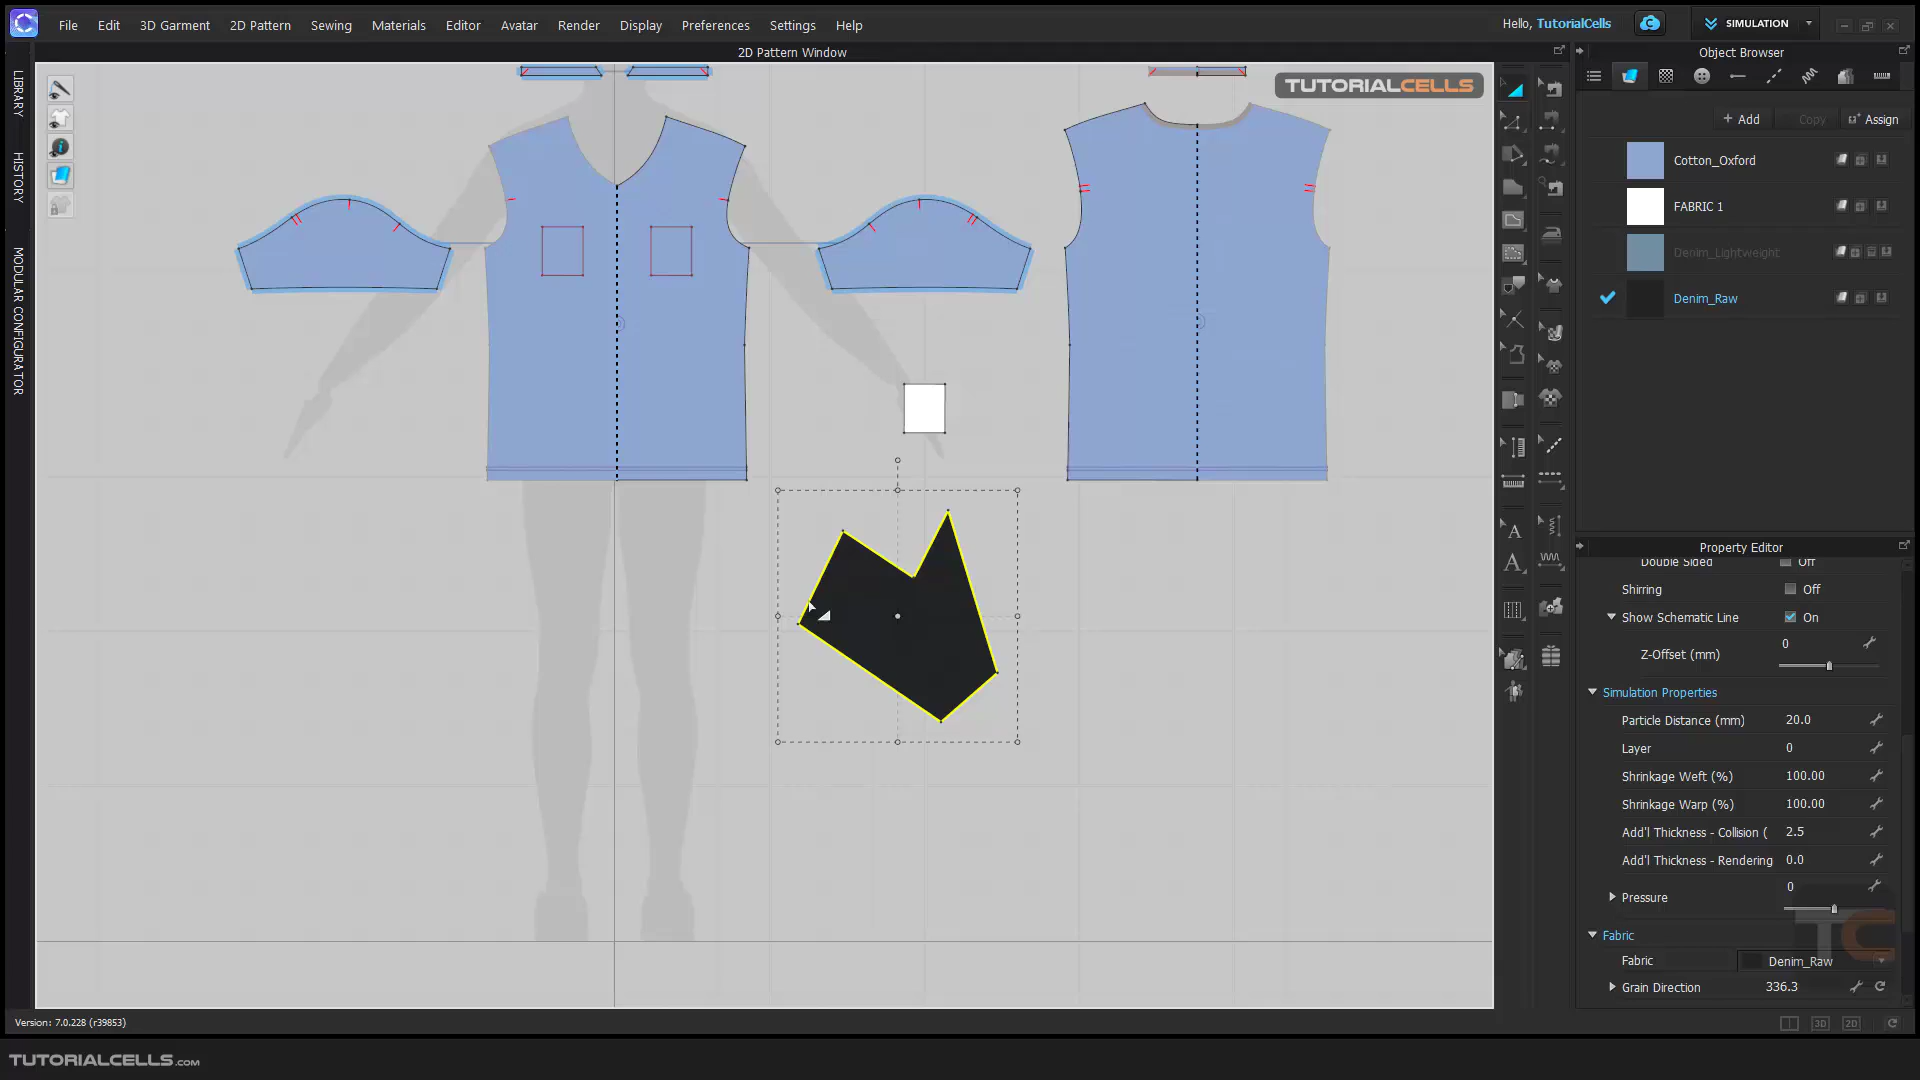 File Edit 3D Garment 2D Pattern Sewing Materials Editor Avatar Render Display Preferences Settings Help
Hello, TutorialCells
SIMULATION
2D Pattern Window
Object Browser
TUTORIALCELLS
LIBRARY
HISTORY
MODULAR CONFIGURATOR
+ Add Copy Assign
Cotton_Oxford
FABRIC 1
Denim_Lightweight
Denim_Raw
A
A
Property Editor
Double Sided Off
Shirring Off
Show Schematic Line On
Z-Offset (mm) 0
Simulation Properties
Particle Distance (mm) 20.0
Layer 0
Shrinkage Weft (%) 100.00
Shrinkage Warp (%) 100.00
Add'l Thickness - Collision ( 2.5
Add'l Thickness - Rendering 0.0
Pressure 0
Fabric
Fabric Denim_Raw
Grain Direction 336.3
TC
Version: 7.0.228 (r39853)
3D 2D
TUTORIALCELLS.COM